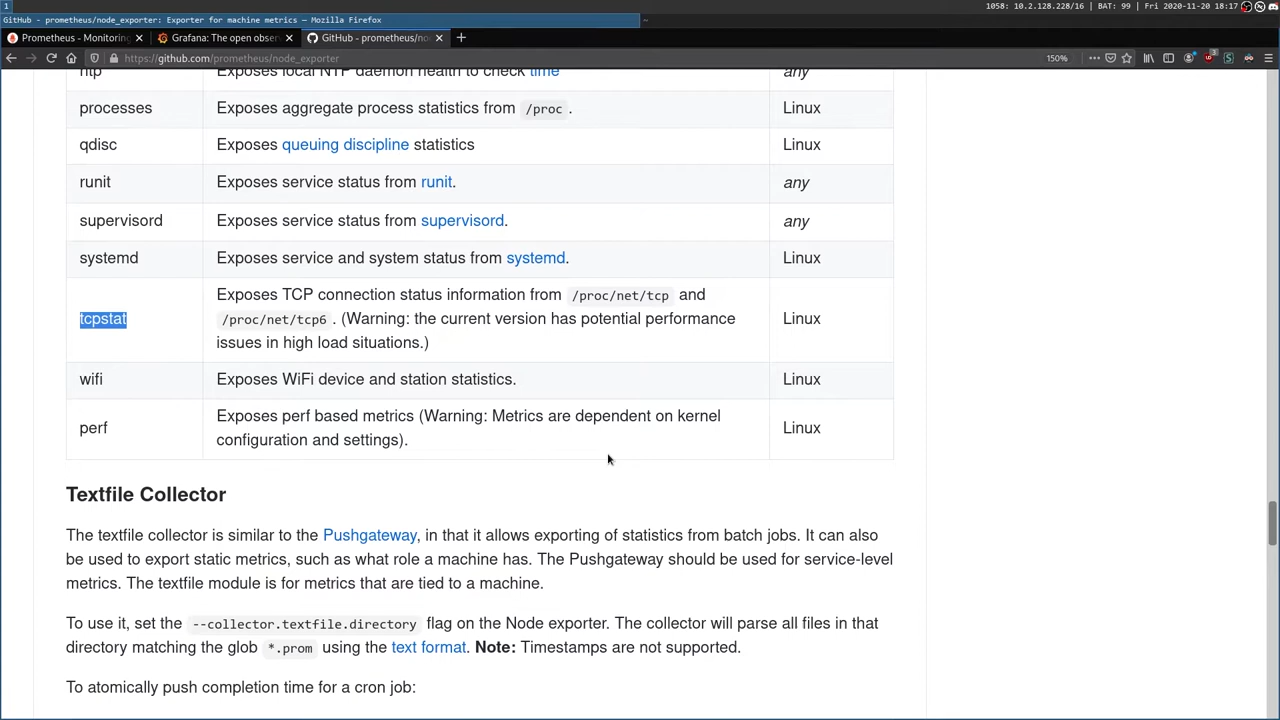 1
1058: 10.2.128.228/16 | BAT: 99 | Fri 2020-11-20 18:17
GitHub - prometheus/node_exporter: Exporter for machine metrics — Mozilla Firefox
Prometheus - Monitoring
Grafana: The open obser
GitHub - prometheus/no
https://github.com/prometheus/node_exporter
150%
ntp Exposes local NTP daemon health to check time any
processes Exposes aggregate process statistics from /proc . Linux
qdisc Exposes queuing discipline statistics Linux
runit Exposes service status from runit. any
supervisord Exposes service status from supervisord. any
systemd Exposes service and system status from systemd. Linux
Exposes TCP connection status information from /proc/net/tcp and
tcpstat /proc/net/tcp6 . (Warning: the current version has potential performance Linux
issues in high load situations.)
wifi Exposes WiFi device and station statistics. Linux
Exposes perf based metrics (Warning: Metrics are dependent on kernel
perf Linux
configuration and settings).
Textfile Collector
The textfile collector is similar to the Pushgateway, in that it allows exporting of statistics from batch jobs. It can also
be used to export static metrics, such as what role a machine has. The Pushgateway should be used for service-level
metrics. The textfile module is for metrics that are tied to a machine.
To use it, set the --collector.textfile.directory flag on the Node exporter. The collector will parse all files in that
directory matching the glob *.prom using the text format. Note: Timestamps are not supported.
To atomically push completion time for a cron job: